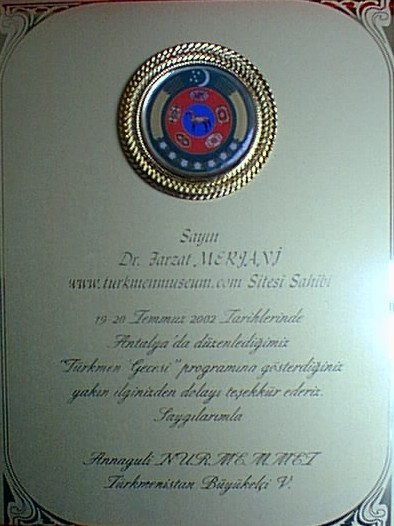 Sayın
Dr. Farzat MERJANİ
www.turkmenmuseum.com Sitesi Sahibi
19-20 Temmuz 2002 Tarihlerinde
Antalya'da düzenlediğimiz
"Türkmen Gecesi" programına gösterdiğiniz
yakın ilginizden dolayı teşekkür ederiz.
Saygılarımla
Annaguli NURMEMMET
Türkmenistan Büyükelçi V.